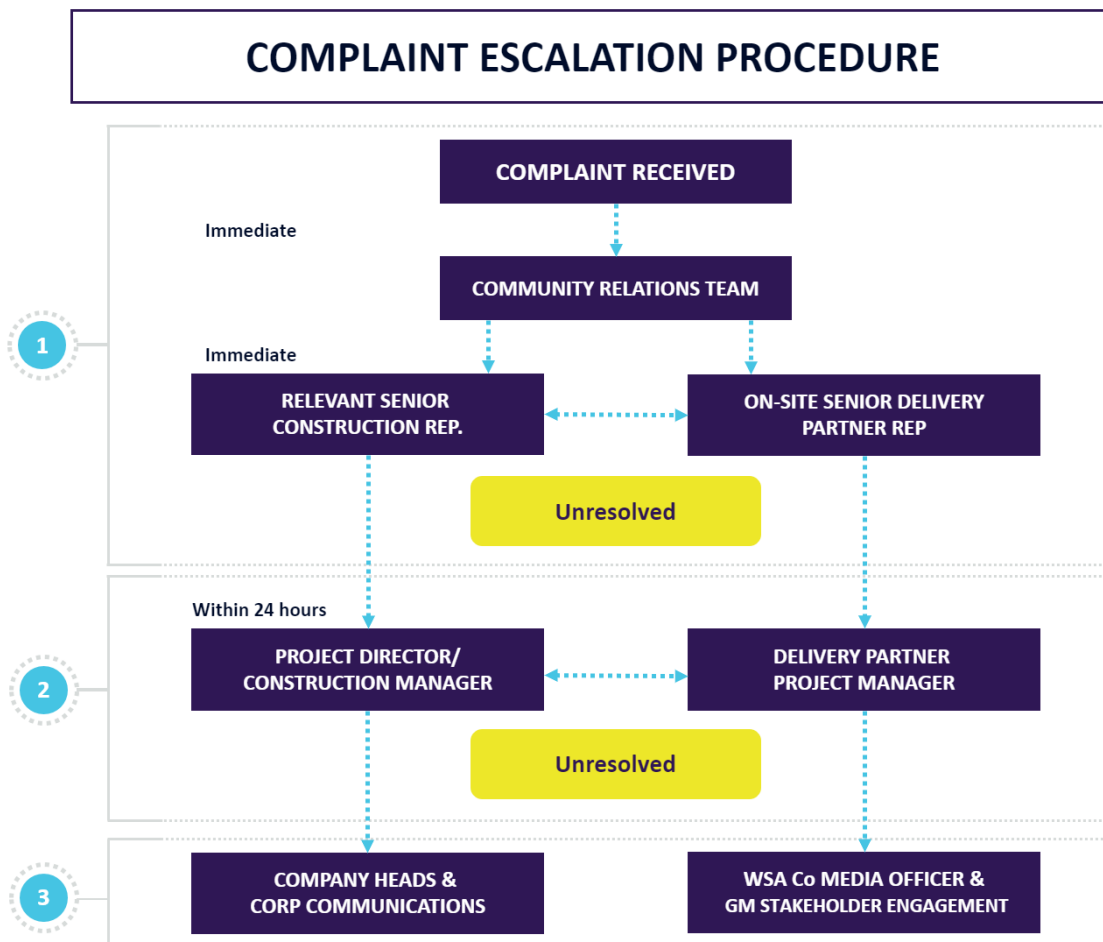 COMPLAINT ESCALATION PROCEDURE
COMPLAINT RECEIVED
Immediate
COMMUNITY RELATIONS TEAM
1
Immediate
RELEVANT SENIOR
CONSTRUCTION REP.
ON-SITE SENIOR DELIVERY
PARTNER REP
Unresolved
Within 24 hours
2
PROJECT DIRECTOR/
CONSTRUCTION MANAGER
DELIVERY PARTNER
PROJECT MANAGER
Unresolved
3
COMPANY HEADS &
CORP COMMUNICATIONS
WSA Co MEDIA OFFICER &
GM STAKEHOLDER ENGAGEMENT